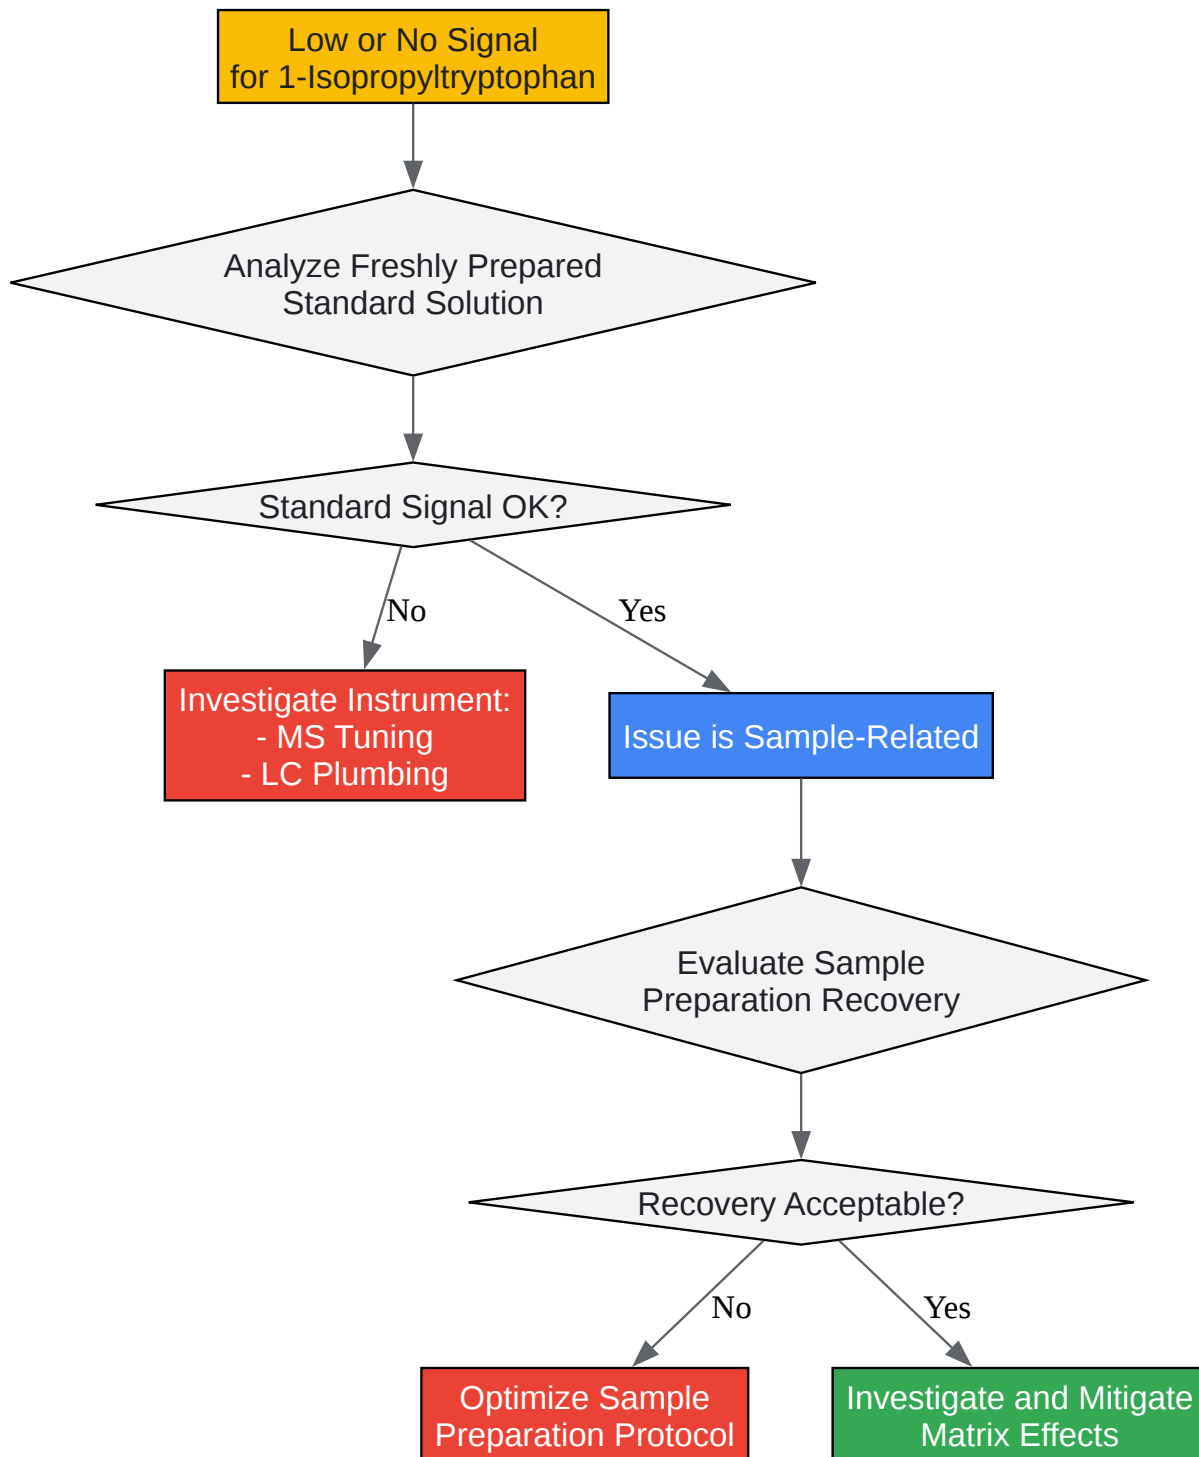 Low or No Signal
for 1-Isopropyltryptophan
Analyze Freshly Prepared
Standard Solution
Standard Signal OK?
No
Yes
Investigate Instrument:
- MS Tuning
- LC Plumbing
Issue is Sample-Related
Evaluate Sample
Preparation Recovery
Recovery Acceptable?
No
Yes
Optimize Sample
Preparation Protocol
Investigate and Mitigate
Matrix Effects